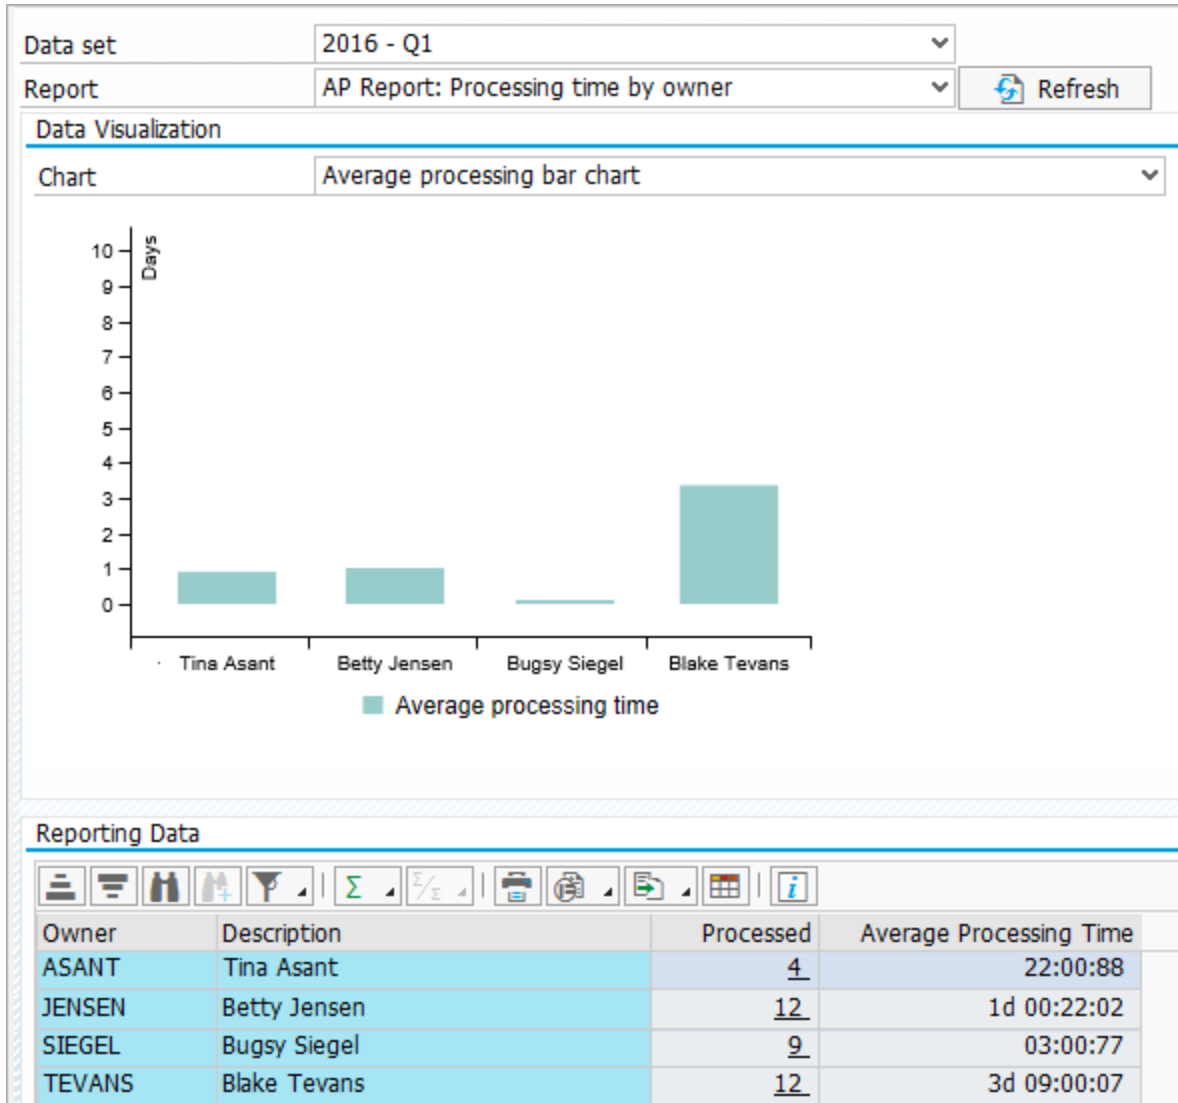 Data set 2016 - Q1
Report AP Report: Processing time by owner Refresh
Data Visualization
Chart Average processing bar chart
Days
10
9
8
7
6
5
4
3
2
1
0
Tina Asant Betty Jensen Bugsy Siegel Blake Tevans
Average processing time
Reporting Data
Owner Description Processed Average Processing Time
ASANT Tina Asant 4 22:00:88
JENSEN Betty Jensen 12 1d 00:22:02
SIEGEL Bugsy Siegel 9 03:00:77
TEVANS Blake Tevans 12 3d 09:00:07